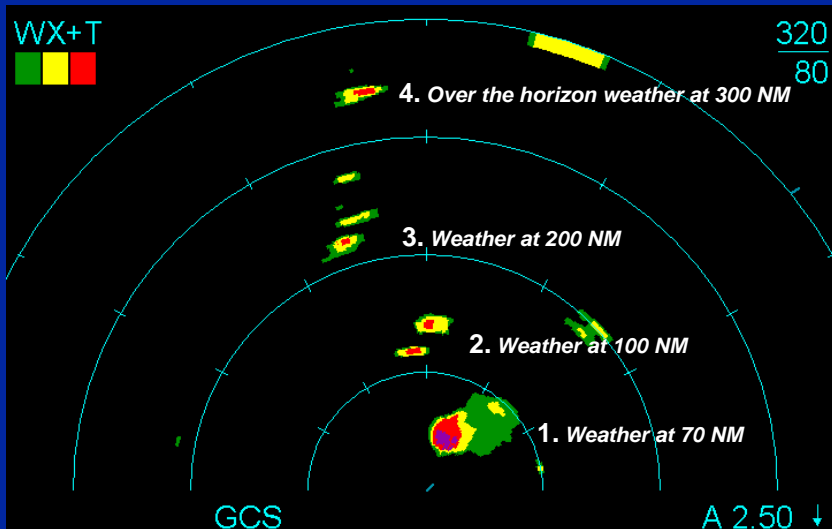 WX+T
320
80
4. Over the horizon weather at 300 NM
3. Weather at 200 NM
2. Weather at 100 NM
1. Weather at 70 NM
GCS
A 2.50 ↓